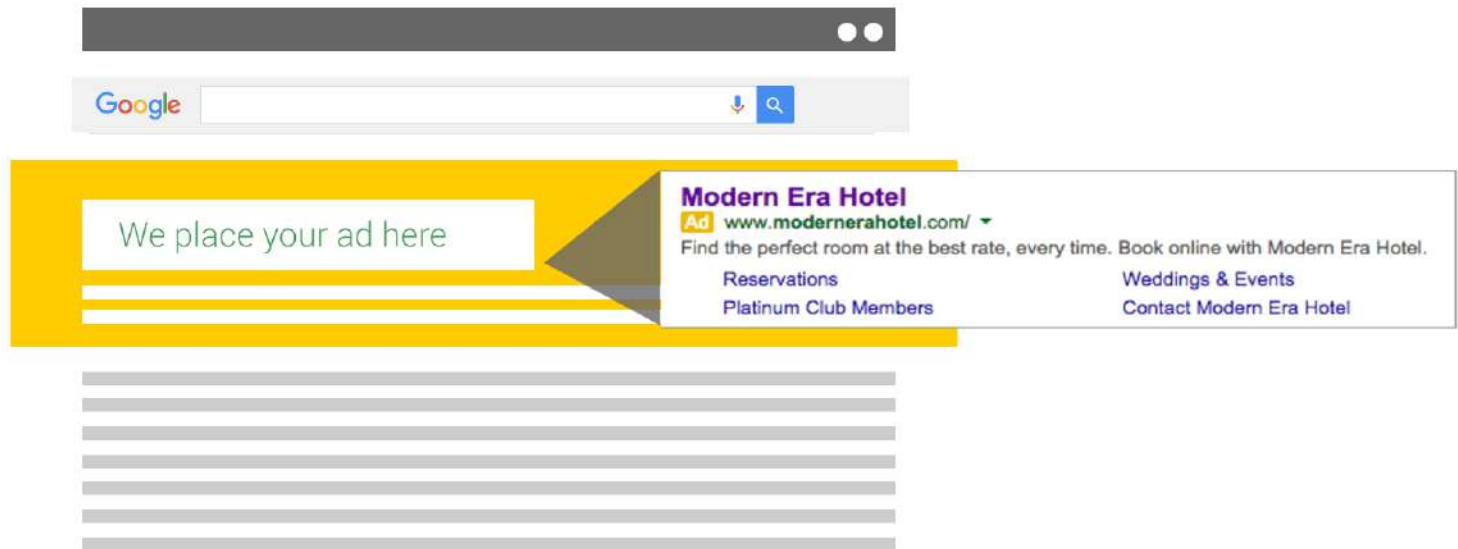 Google
We place your ad here
Modern Era Hotel
Ad www.modernerahotel.com/
Find the perfect room at the best rate, every time. Book online with Modern Era Hotel.
Reservations Weddings & Events
Platinum Club Members Contact Modern Era Hotel